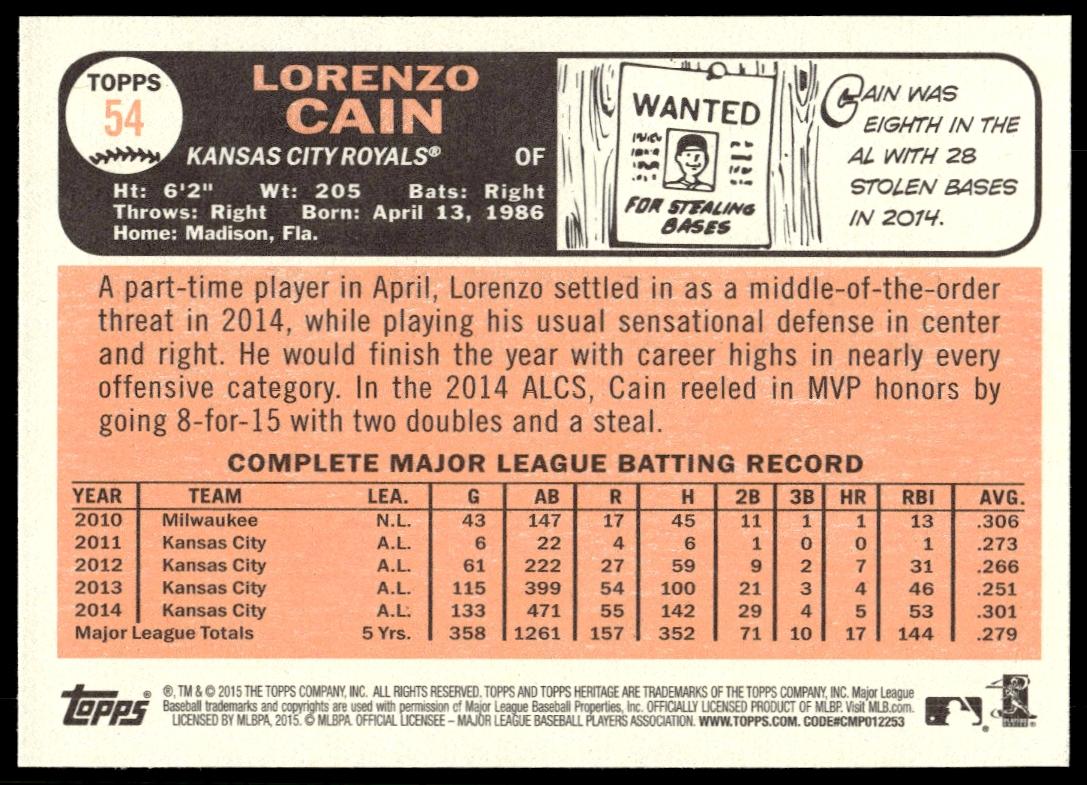 TOPPS
54
LORENZO
CAIN
KANSAS CITY ROYALS® OF
Ht: 6'2" Wt: 205 Bats: Right
Throws: Right Born: April 13, 1986
Home: Madison, Fla.
WANTED
FOR STEALING
BASES
CAIN WAS
EIGHTH IN THE
AL WITH 28
STOLEN BASES
IN 2014.
A part-time player in April, Lorenzo settled in as a middle-of-the-order
threat in 2014, while playing his usual sensational defense in center
and right. He would finish the year with career highs in nearly every
offensive category. In the 2014 ALCS, Cain reeled in MVP honors by
going 8-for-15 with two doubles and a steal.
COMPLETE MAJOR LEAGUE BATTING RECORD
YEAR TEAM LEA. G AB R H 2B 3B HR RBI AVG.
2010 Milwaukee N.L. 43 147 17 45 11 1 1 13 .306
2011 Kansas City A.L. 6 22 4 6 1 0 0 1 .273
2012 Kansas City A.L. 61 222 27 59 9 2 7 31 .266
2013 Kansas City A.L. 115 399 54 100 21 3 4 46 .251
2014 Kansas City A.L. 133 471 55 142 29 4 5 53 .301
Major League Totals 5 Yrs. 358 1261 157 352 71 10 17 144 .279
topps®
®, TM & © 2015 THE TOPPS COMPANY, INC. ALL RIGHTS RESERVED. TOPPS AND TOPPS HERITAGE ARE TRADEMARKS OF THE TOPPS COMPANY, INC. Major League
Baseball trademarks and copyrights are used with permission of Major League Baseball Properties, Inc. OFFICIALLY LICENSED PRODUCT OF MLBP. Visit MLB.com.
LICENSED BY MLBPA, 2015. © MLBPA. OFFICIAL LICENSEE – MAJOR LEAGUE BASEBALL PLAYERS ASSOCIATION. WWW.TOPPS.COM. CODE#CMP012253